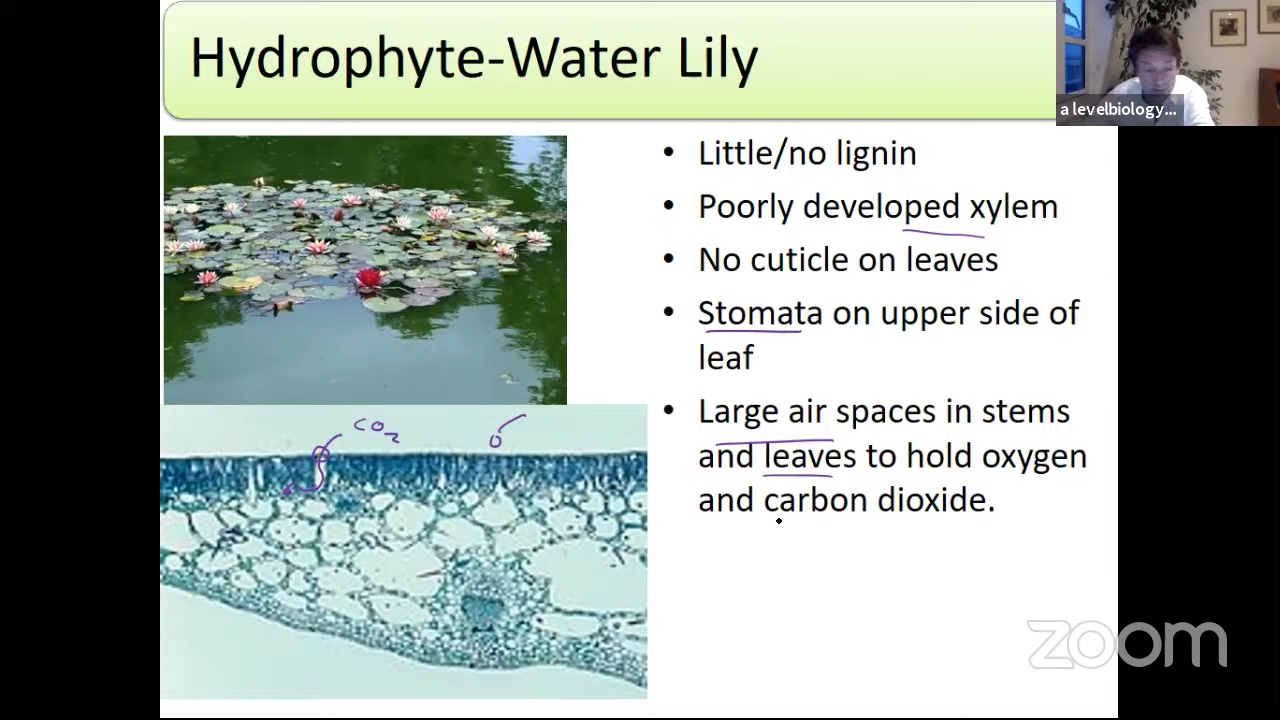 Hydrophyte-Water Lily
a levelbiology...
• Little/no lignin
• Poorly developed xylem
• No cuticle on leaves
• Stomata on upper side of
leaf
• Large air spaces in stems
and leaves to hold oxygen
and carbon dioxide.
CO2
zoom